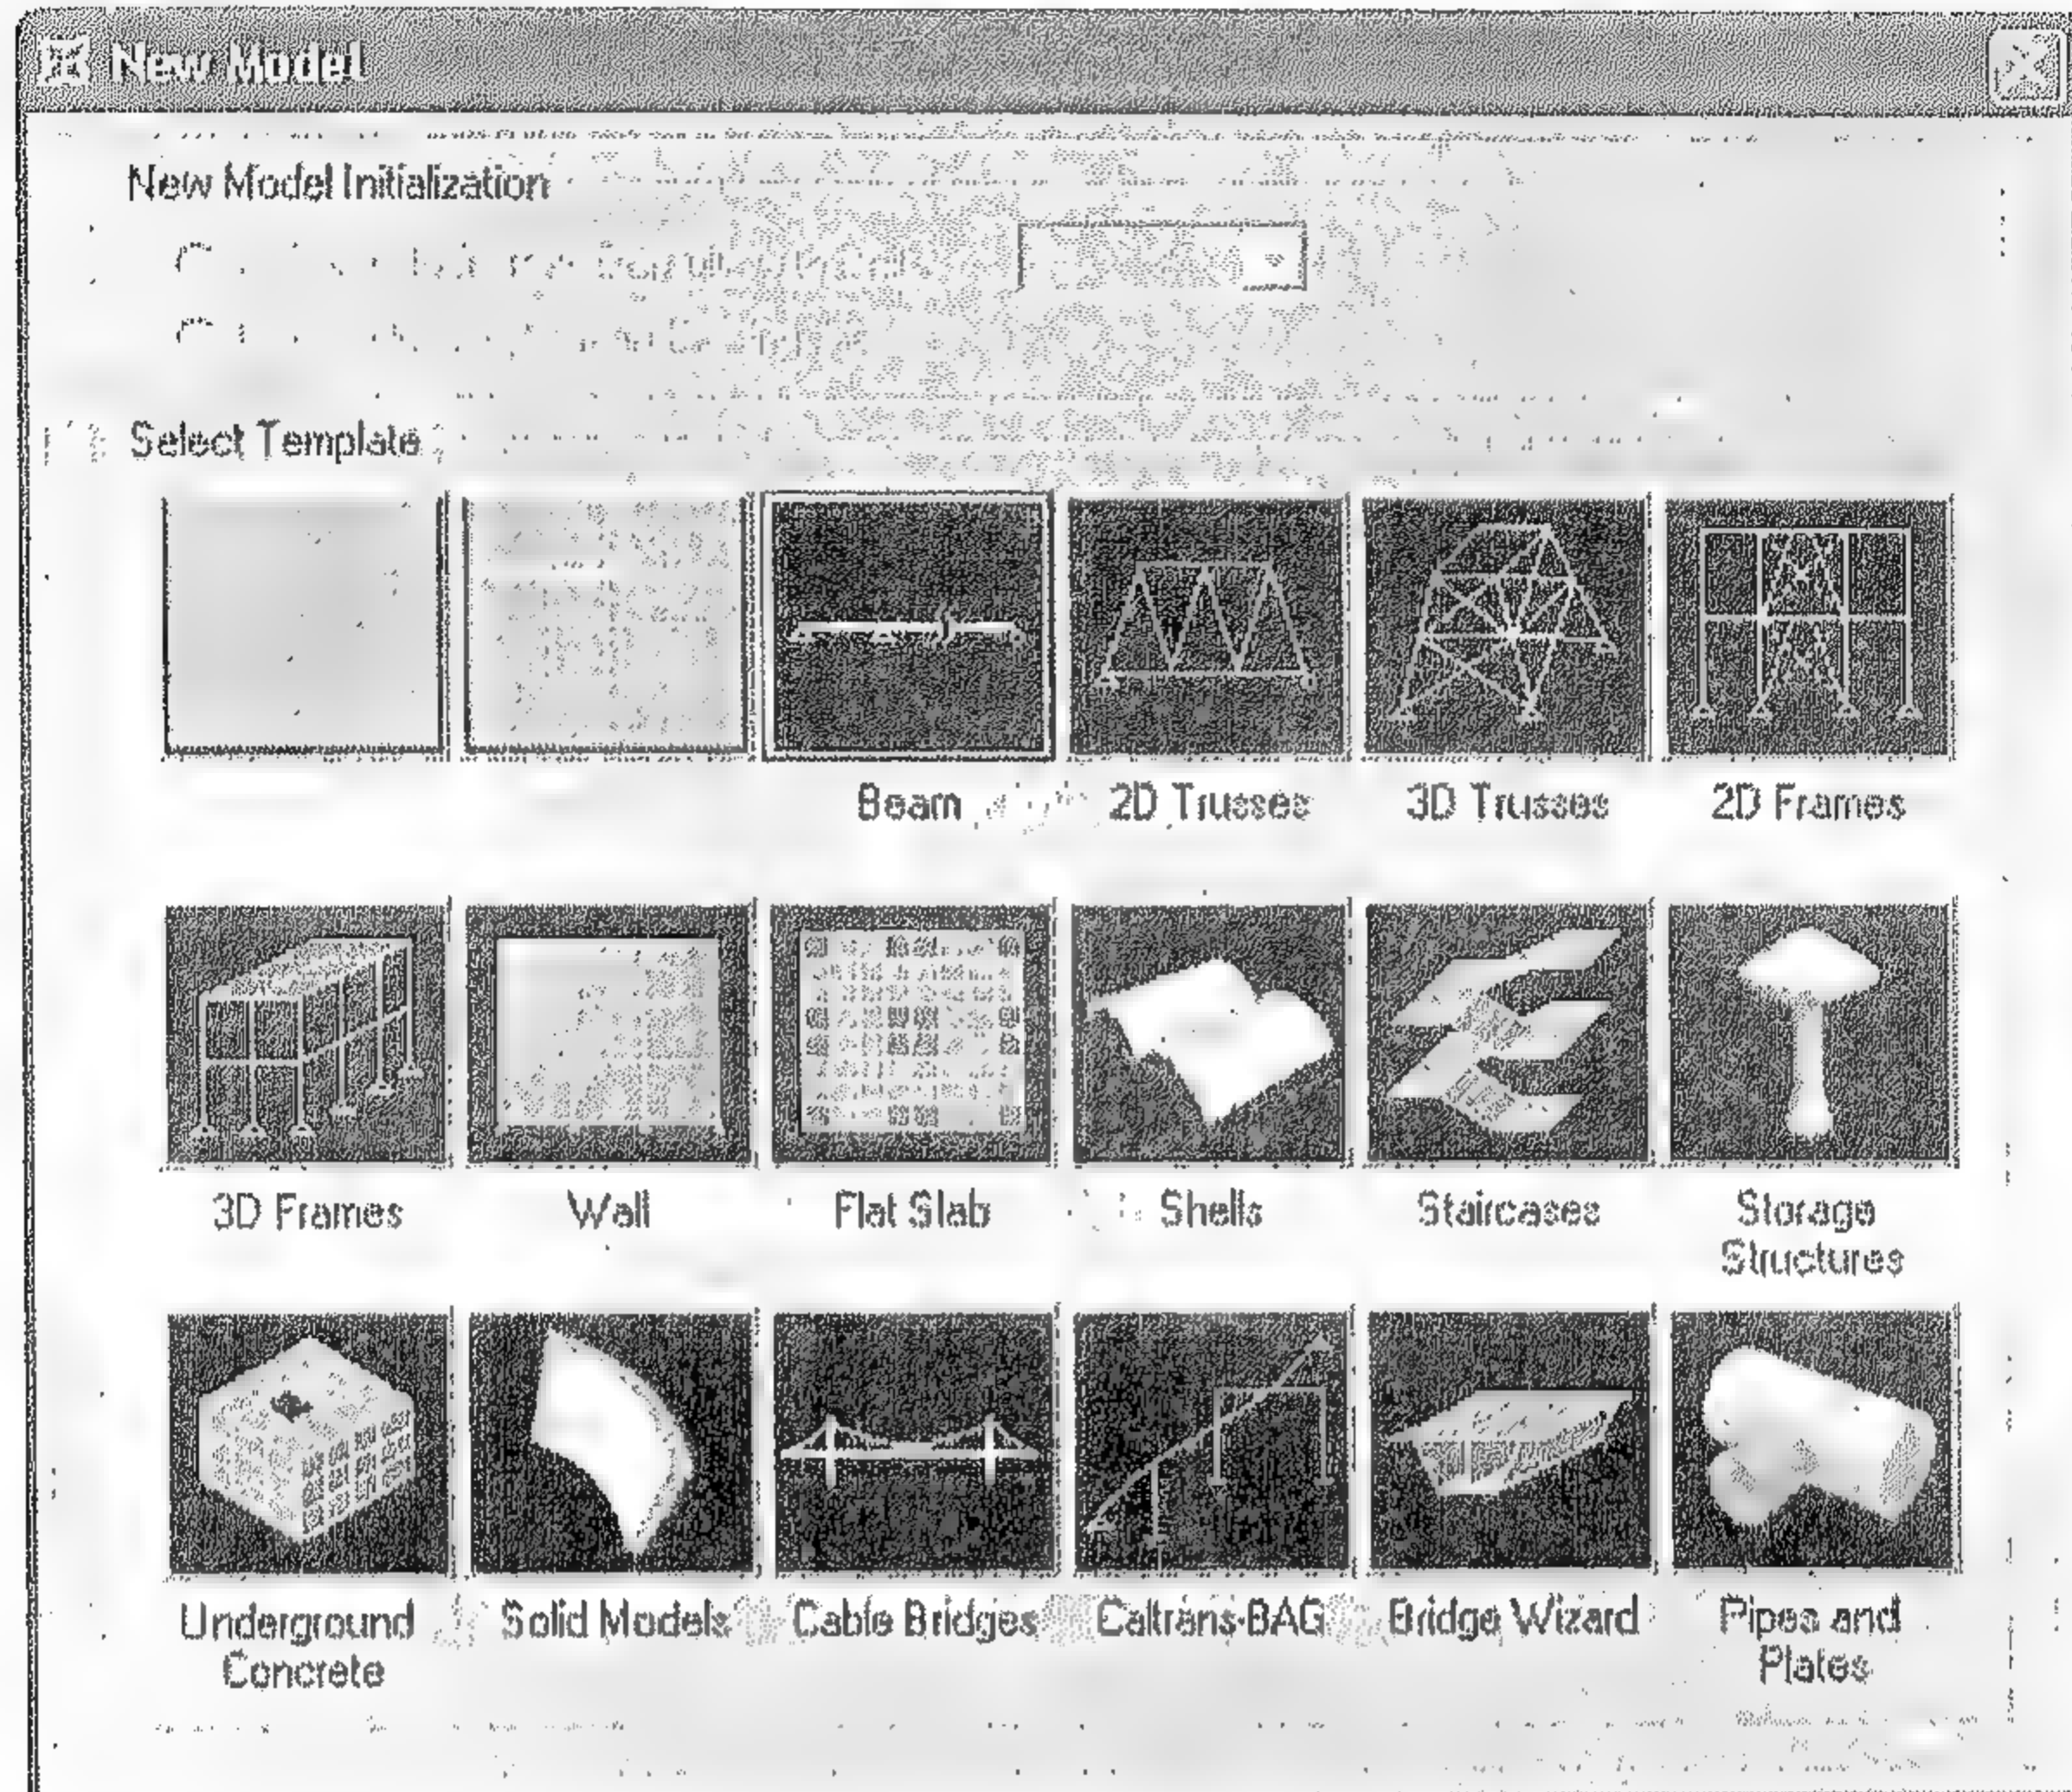 New Model
New Model Initialization
Select Template
Beam
2D Trusses
3D Trusses
2D Frames
3D Frames
Wall
Flat Slab
Shells
Staircases
Storage
Structures
Underground
Concrete
Solid Models
Cable Bridges
Caltrans-BAG
Bridge Wizard
Pipes and
Plates